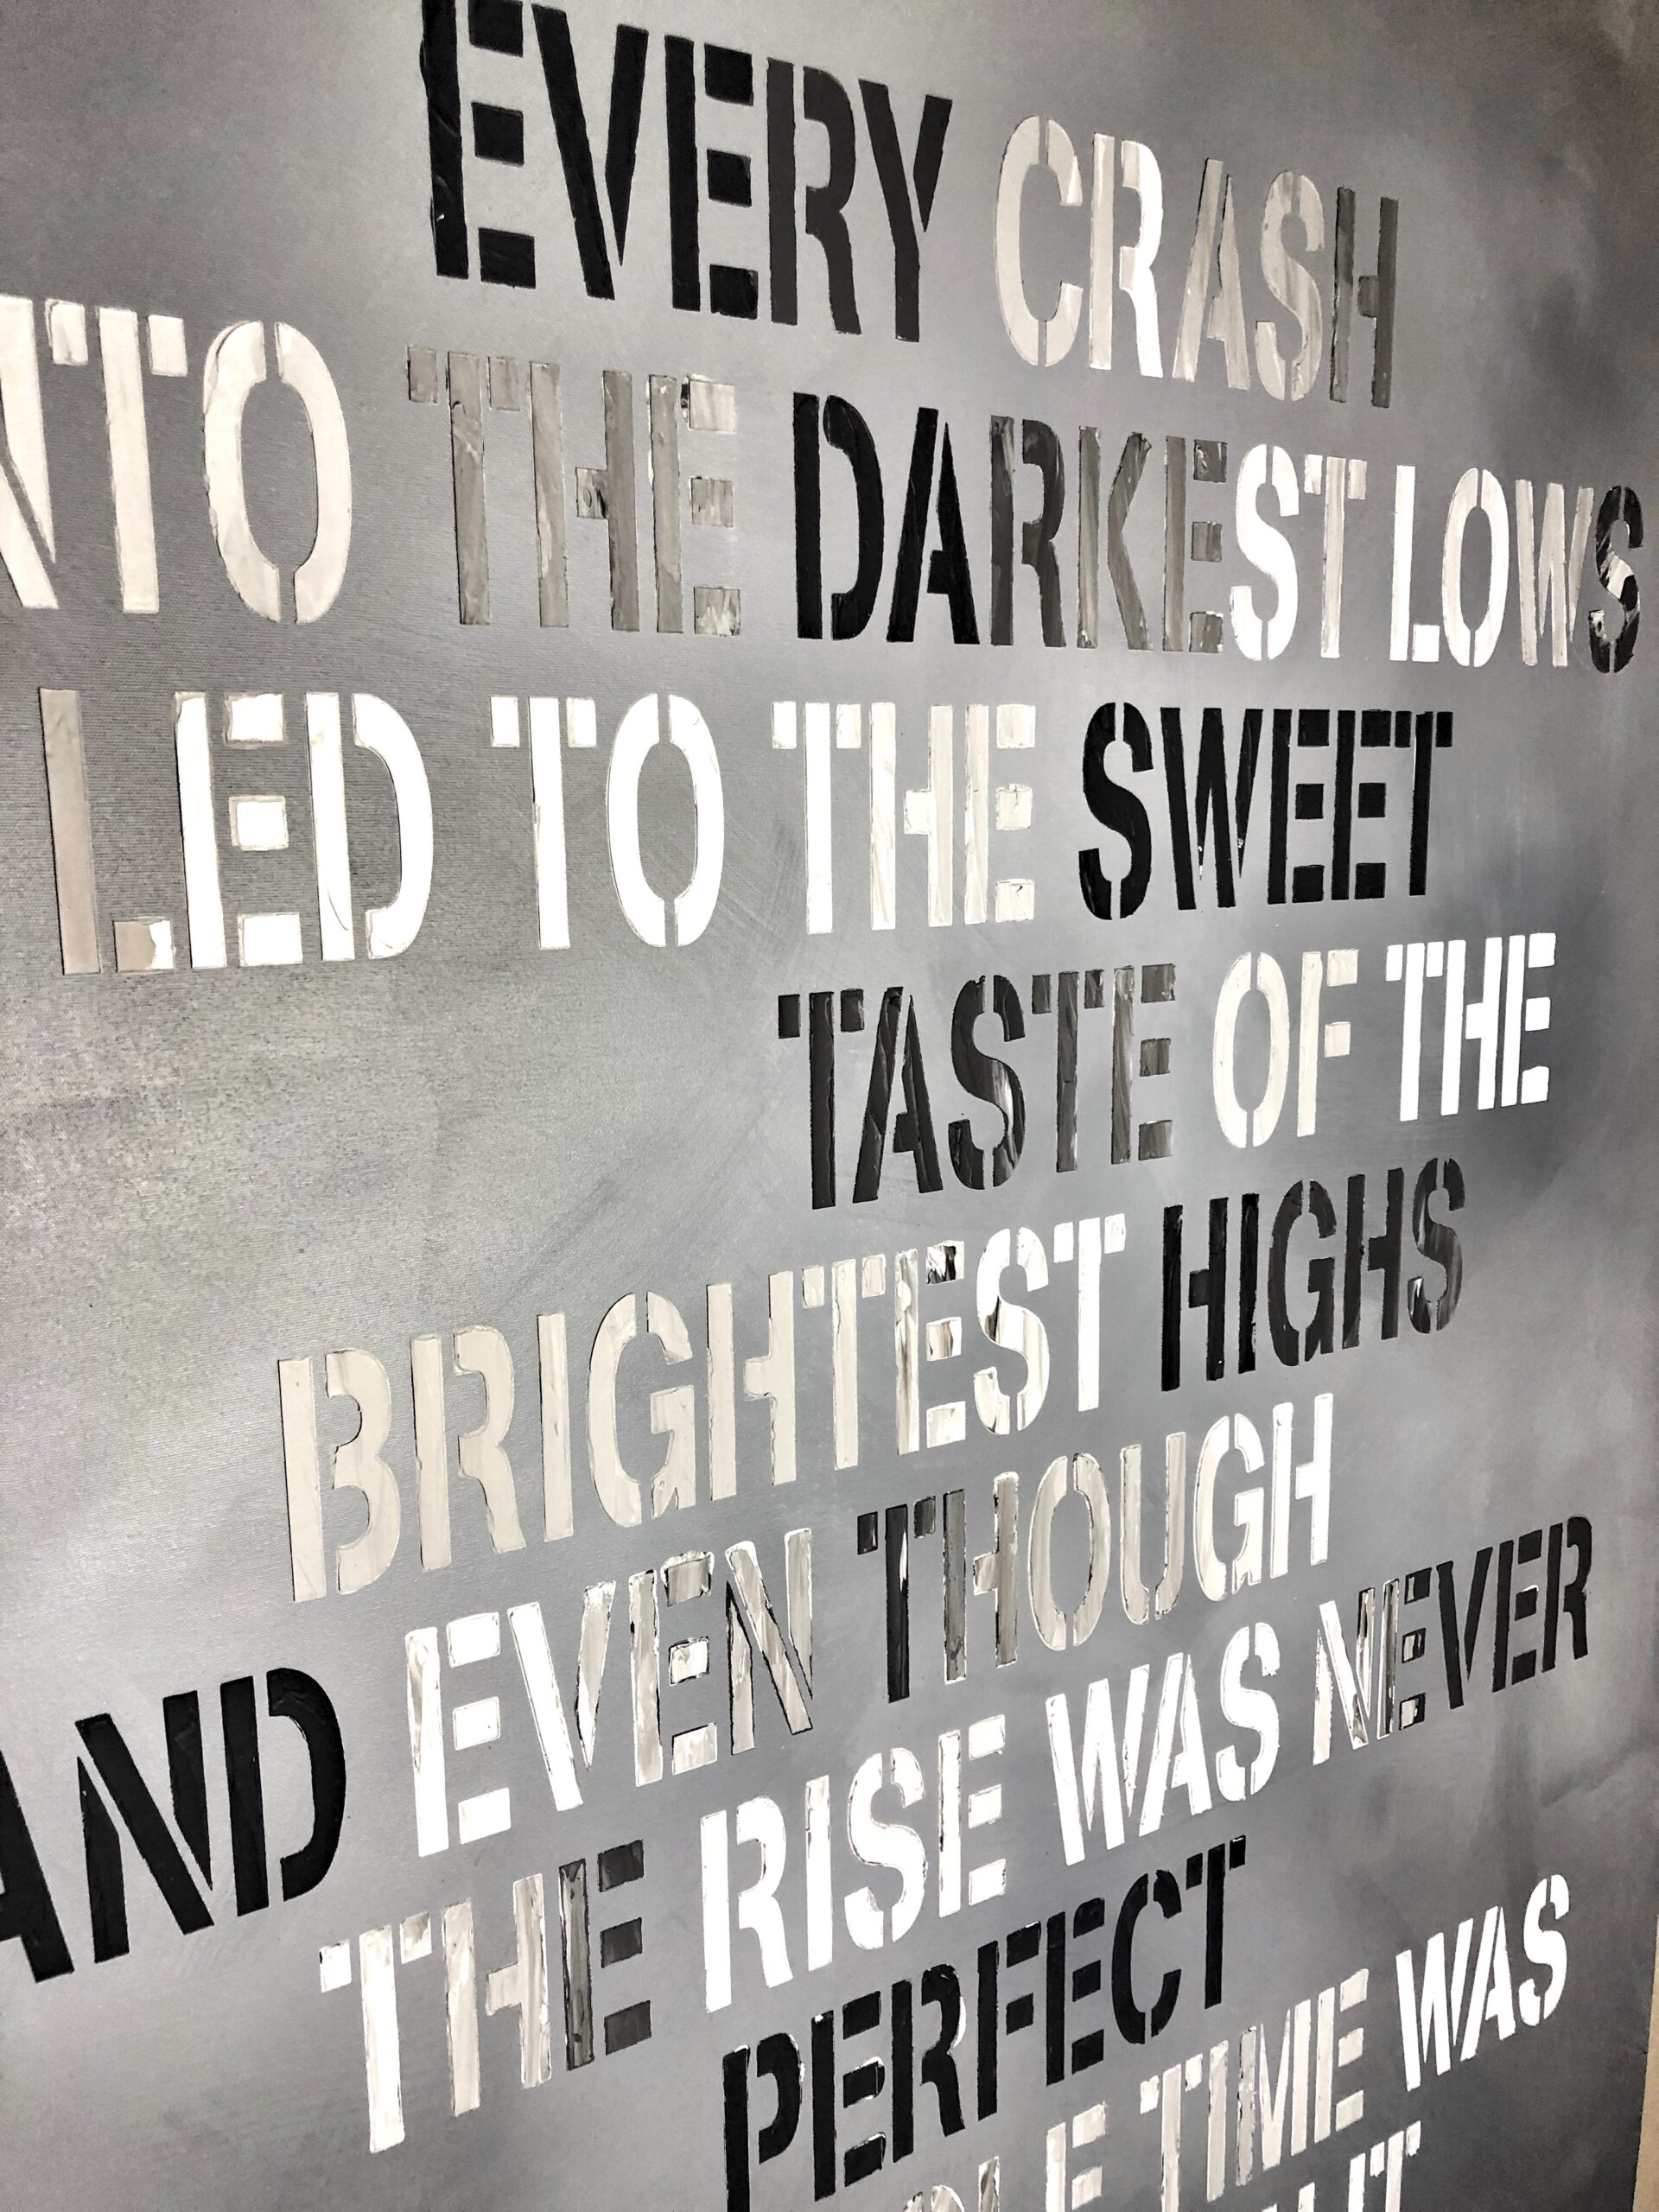 EVERY CRASH
NTO THE DARKEST LOWS
LED TO THE SWEET
TASTE OF THE
BRIGHTEST HIGHS
AND EVEN THOUGH
THE RISE WAS NEVER
PERFECT
OLE TIME WAS